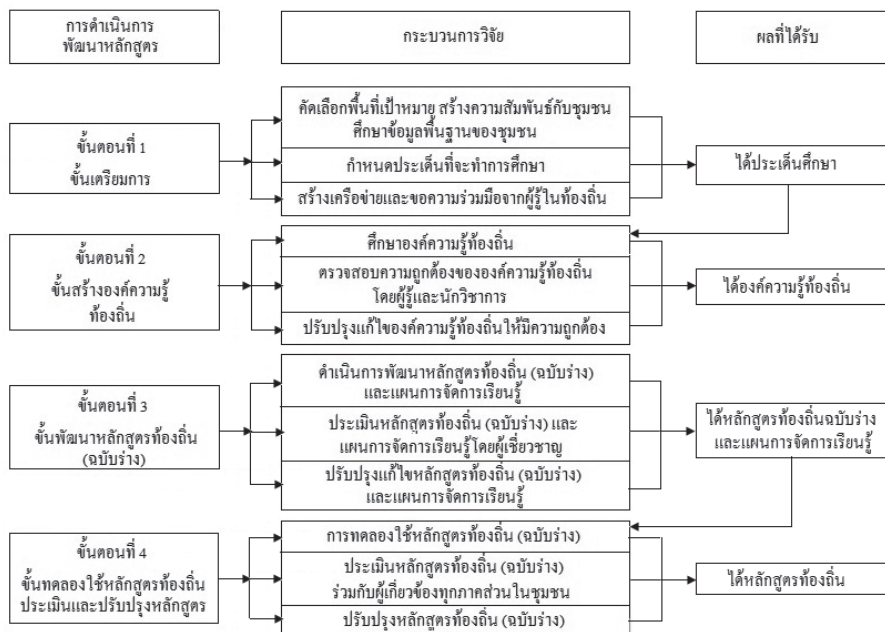 การดำเนินการ
พัฒนาหลักสูตร
กระบวนการวิจัย
ผลที่ได้รับ
ขั้นตอนที่ 1
ขั้นเตรียมการ
คัดเลือกพื้นที่เป้าหมาย สร้างความสัมพันธ์กับชุมชน
ศึกษาข้อมูลพื้นฐานของชุมชน
กำหนดประเด็นที่จะทำการศึกษา
สร้างเครือข่ายและขอความร่วมมือจากผู้รู้ในท้องถิ่น
ได้ประเด็นศึกษา
ขั้นตอนที่ 2
ขั้นสร้างองค์ความรู้
ท้องถิ่น
ศึกษาองค์ความรู้ท้องถิ่น
ตรวจสอบความถูกต้องขององค์ความรู้ท้องถิ่น
โดยผู้รู้และนักวิชาการ
ปรับปรุงแก้ไของค์ความรู้ท้องถิ่นให้มีความถูกต้อง
ได้องค์ความรู้ท้องถิ่น
ขั้นตอนที่ 3
ขั้นพัฒนาหลักสูตรท้องถิ่น
(ฉบับร่าง)
ดำเนินการพัฒนาหลักสูตรท้องถิ่น (ฉบับร่าง)
และแผนการจัดการเรียนรู้
ประเมินหลักสูตรท้องถิ่น (ฉบับร่าง) และ
แผนการจัดการเรียนรู้โดยผู้เชี่ยวชาญ
ปรับปรุงแก้ไขหลักสูตรท้องถิ่น (ฉบับร่าง)
และแผนการจัดการเรียนรู้
ได้หลักสูตรท้องถิ่นฉบับร่าง
และแผนการจัดการเรียนรู้
ขั้นตอนที่ 4
ขั้นทดลองใช้หลักสูตรท้องถิ่น
ประเมินและปรับปรุงหลักสูตร
การทดลองใช้หลักสูตรท้องถิ่น (ฉบับร่าง)
ประเมินหลักสูตรท้องถิ่น (ฉบับร่าง)
ร่วมกับผู้เกี่ยวข้องทุกภาคส่วนในชุมชน
ปรับปรุงหลักสูตรท้องถิ่น (ฉบับร่าง)
ได้หลักสูตรท้องถิ่น